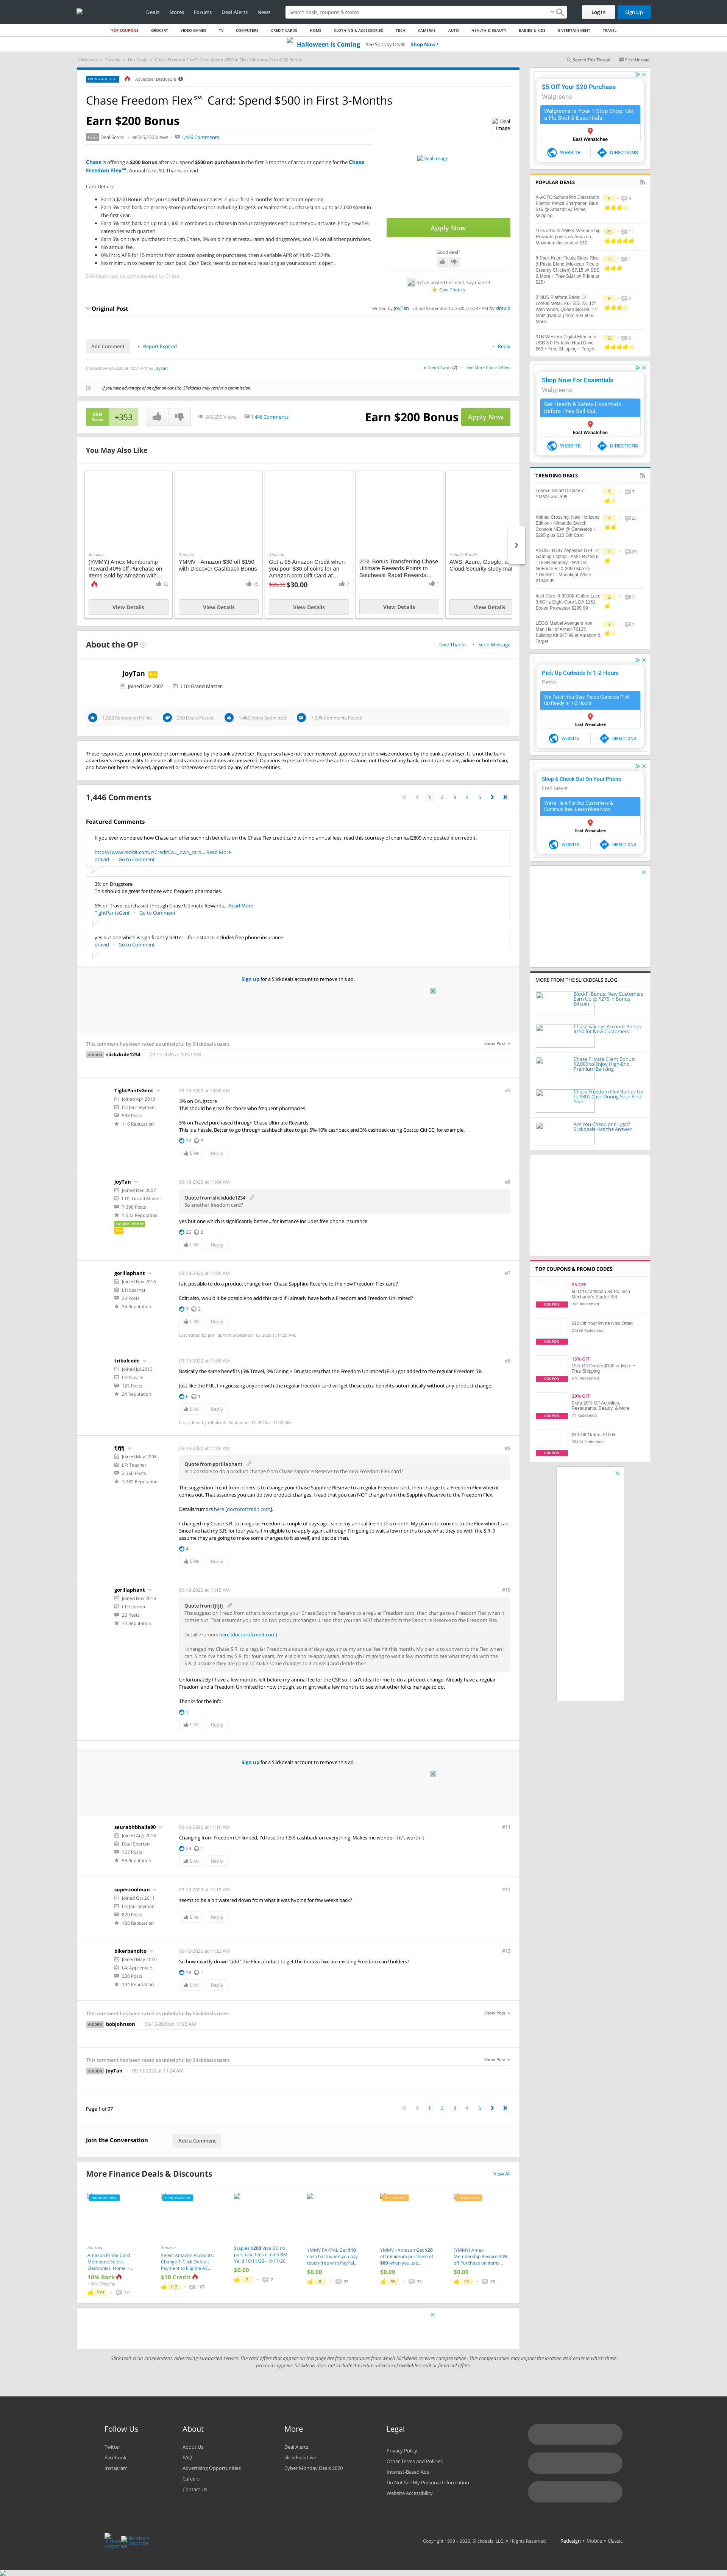 Deals Stores Forums Deal Alerts News
Search deals, coupons & stores
Log In Sign Up
TOP COUPONS GROCERY VIDEO GAMES TV COMPUTERS CREDIT CARDS HOME CLOTHING & ACCESSORIES TECH CAMERAS AUTO HEALTH & BEAUTY BABIES & KIDS ENTERTAINMENT TRAVEL
Halloween is Coming See Spooky Deals Shop Now
Slickdeals Forums Hot Deals Chase Freedom Flex℠ Card: Spend $500 in First 3-Months Earn $200 Bonus
Search This Thread First Unread
FRONTPAGE DEAL Advertiser Disclosure
Chase Freedom Flex℠ Card: Spend $500 in First 3-Months
Earn $200 Bonus
+353 Deal Score 345,230 Views 1,446 Comments
Deal Image
Chase is offering a $200 Bonus after you spend $500 on purchases in the first 3 months of account opening for the Chase Freedom Flex℠. Annual fee is $0. Thanks dravid
Card Details:
Earn a $200 Bonus after you spend $500 on purchases in your first 3 months from account opening.
Earn 5% cash back on grocery store purchases (not including Target® or Walmart® purchases) on up to $12,000 spent in the first year.
Earn 5% cash back on up to $1,500 in combined purchases in bonus categories each quarter you activate. Enjoy new 5% categories each quarter!
Earn 5% on travel purchased through Chase, 3% on dining at restaurants and drugstores, and 1% on all other purchases.
No annual fee.
0% Intro APR for 15 months from account opening on purchases, then a variable APR of 14.99 - 23.74%.
No minimum to redeem for cash back. Cash Back rewards do not expire as long as your account is open.
Slickdeals may be compensated by Chase.
Deal Image
Apply Now
Good deal?
JoyTan posted this deal. Say thanks!
Give Thanks
Original Post
Written by JoyTan Edited September 15, 2020 at 07:47 PM by dravid
Add Comment Report Expired Reply
Created 09-13-2020 at 10:54 AM by JoyTan
in Credit Cards (7) See More Chase Offers
If you take advantage of an offer on our site, Slickdeals may receive a commission.
Deal Score +353 345,230 Views 1,446 Comments Earn $200 Bonus Apply Now
You May Also Like
Amazon
(YMMV) Amex Membership Reward 40% off Purchase on Items Sold by Amazon with...
82
View Details
Amazon
YMMV - Amazon $30 off $150 with Discover Cashback Bonus
45
View Details
Amazon
Get a $5 Amazon Credit when you pour $30 of coins for an Amazon.com Gift Card at...
$35.00 $30.00
7
View Details
20% Bonus Transferring Chase Ultimate Rewards Points to Southwest Rapid Rewards...
1
View Details
Humble Bundle
AWS, Azure, Google, a
Cloud Security study mat
View Details
About the OP
Give Thanks Send Message
JoyTan Pro
Joined Dec 2007 L10: Grand Master
1,522 Reputation Points 210 Deals Posted 1,460 Votes Submitted 7,398 Comments Posted
These responses are not provided or commissioned by the bank advertiser. Responses have not been reviewed, approved or otherwise endorsed by the bank advertiser. It is not the bank advertiser's responsibility to ensure all posts and/or questions are answered. Opinions expressed here are the author's alone, not those of any bank, credit card issuer, airlines or hotel chain, and have not been reviewed, approved or otherwise endorsed by any of these entities.
1,446 Comments
1 2 3 4 5
Featured Comments
If you ever wondered how Chase can offer such rich benefits on the Chase Flex credit card with no annual fees, read this courtesy of chemical2809 who posted it on reddit:
https://www.reddit.com/r/CreditCa..._own_card... Read More
dravid Go to Comment
3% on Drugstore
This should be great for those who frequent pharmacies.
5% on Travel purchased through Chase Ultimate Rewards... Read More
TightPantsGent Go to Comment
yes but one which is significantly better....for instance includes free phone insurance
dravid Go to Comment
Sign up for a Slickdeals account to remove this ad.
This comment has been rated as unhelpful by Slickdeals users Show Post
HIDDEN slickdude1234 09-13-2020 at 10:57 AM
TightPantsGent
Joined Apr 2013
L5: Journeyman
538 Posts
116 Reputation
09-13-2020 at 10:58 AM #5
3% on Drugstore
This should be great for those who frequent pharmacies.
5% on Travel purchased through Chase Ultimate Rewards
This is a hassle. Better to go through cashback sites to get 5%-10% cashback and 3% cashback using Costco Citi CC, for example.
32 3
Like Reply
JoyTan
Joined Dec 2007
L10: Grand Master
7,398 Posts
1,522 Reputation
Original Poster
Pro
09-13-2020 at 11:04 AM #6
Quote from slickdude1234
So another freedom card?
yes but one which is significantly better....for instance includes free phone insurance
25 2
Like Reply
gorillaphant
Joined Nov 2016
L1: Learner
20 Posts
34 Reputation
09-13-2020 at 11:05 AM #7
Is it possible to do a product change from Chase Sapphire Reserve to the new Freedom Flex card?
Edit: also, would it be possible to add this card if I already have both a Freedom and Freedom Unlimited?
7 2
Like Reply
Last edited by gorillaphant September 13, 2020 at 11:20 AM.
tribalcode
Joined Jul 2013
L3: Novice
125 Posts
24 Reputation
09-13-2020 at 11:05 AM #8
Basically the same benefits (5% Travel, 3% Dining + Drugstores) that the Freedom Unlimited (FUL) got added to the regular Freedom 5%.
Just like the FUL, I'm guessing anyone with the regular freedom card will get these extra benefits automatically without any product change.
6 1
Like Reply
Last edited by tribalcode September 13, 2020 at 11:08 AM.
fjfjfj
Joined May 2008
L7: Teacher
2,360 Posts
7,282 Reputation
09-13-2020 at 11:09 AM #9
Quote from gorillaphant
Is it possible to do a product change from Chase Sapphire Reserve to the new Freedom Flex card?
The suggestion I read from others is to change your Chase Sapphire Reserve to a regular Freedom card, then change to a Freedom Flex when it comes out. That assumes you can do two product changes. I read that you can NOT change from the Sapphire Reserve to the Freedom Flex.
Details/rumors here [doctorofcredit.com].
I changed my Chase S.R. to a regular Freedom a couple of days ago, since my annual fee hit this month. My plan is to convert to the Flex when I can. Since I've had my S.R. for four years, I'm eligible to re-apply again, although I'm going to wait a few months to see what they do with the S.R. (I assume they are going to make some changes to it as well) and decide then.
4
Like Reply
gorillaphant
Joined Nov 2016
L1: Learner
20 Posts
34 Reputation
09-13-2020 at 11:15 AM #10
Quote from fjfjfj
The suggestion I read from others is to change your Chase Sapphire Reserve to a regular Freedom card, then change to a Freedom Flex when it comes out. That assumes you can do two product changes. I read that you can NOT change from the Sapphire Reserve to the Freedom Flex.
Details/rumors here [doctorofcredit.com].
I changed my Chase S.R. to a regular Freedom a couple of days ago, since my annual fee hit this month. My plan is to convert to the Flex when I can. Since I've had my S.R. for four years, I'm eligible to re-apply again, although I'm going to wait a few months to see what they do with the S.R. (I assume they are going to make some changes to it as well) and decide then.
Unfortunately I have a few months left before my annual fee for the CSR so it isn't ideal for me to do a product change. Already have a regular Freedom and a Freedom Unlimited for now though, so might wait a few months to see what other folks manage to do.
Thanks for the info!
1
Like Reply
Sign up for a Slickdeals account to remove this ad.
saurabhbhalla90
Joined Aug 2016
Deal Spartan
157 Posts
58 Reputation
09-13-2020 at 11:16 AM #11
Changing from Freedom Unlimited, I'd lose the 1.5% cashback on everything. Makes me wonder if it's worth it
23 1
Like Reply
supercoolman
Joined Oct 2011
L5: Journeyman
820 Posts
108 Reputation
09-13-2020 at 11:19 AM #12
seems to be a bit watered down from what it was hyping for few weeks back?
Like Reply
bikerbandito
Joined May 2010
L4: Apprentice
308 Posts
104 Reputation
09-13-2020 at 11:22 AM #13
So how exactly do we "add" the Flex product to get the bonus if we are existing Freedom card holders?
18 1
Like Reply
This comment has been rated as unhelpful by Slickdeals users Show Post
HIDDEN bobjohnson 09-13-2020 at 11:23 AM
This comment has been rated as unhelpful by Slickdeals users Show Post
HIDDEN JoyTan 09-13-2020 at 11:24 AM
Page 1 of 97
1 2 3 4 5
Join the Conversation Add a Comment
More Finance Deals & Discounts View All
FRONTPAGE DEAL
Amazon
Amazon Prime Card Members: Select Electronics, Home +...
10% Back
+ Free Shipping
179 321
FRONTPAGE DEAL
Amazon
Select Amazon Accounts: Change 1-Click Default Payment to Eligible AE...
$10 Credit
112 107
Staples $200 Visa GC no purchase fees Limit 5 BM Valid 10/11/20-10/17/20
$0.00
7 7
YMMV PAYPAL Get $10 cash back when you pay touch-free with PayPal...
$0.00
8 27
YMMV - Amazon Get $20 off minimum purchase of $80 when you use...
$0.00
50 39
(YMMV) Amex Membership Reward 40% off Purchase on Items...
$0.00
93 78
Slickdeals is an independent, advertising-supported service. The offers that appear on this page are from companies from which Slickdeals receives compensation. This compensation may impact the location and order in which these products appear. Slickdeals does not include the entire universe of available credit or financial offers.
$5 Off Your $20 Purchase
Walgreens
Walgreens Is Your 1 Stop Shop. Get a Flu Shot & Essentials.
East Wenatchee
WEBSITE DIRECTIONS
POPULAR DEALS
X-ACTO School Pro Classroom Electric Pencil Sharpener, Blue $16 @ Amazon w/ Prime shipping
9 0
10% off with AMEX Membership Rewards points on Amazon. Maximum discount of $10
20 11
8-Pack Knorr Fiesta Sides Rice & Pasta Blend (Mexican Rice or Creamy Chicken) $7.15 w/ S&S & More + Free S&H w/ Prime or $25+
7 1
ZINUS Platform Beds: 14" Loretai Metal, Full $52.23, 12" Wen Wood, Queen $93.68, 14" Moiz (Natural) from $93.80 & More
6 2
3TB Western Digital Elements USB 3.0 Portable Hard Drive $63 + Free Shipping - Target
12 6
Shop Now For Essentials
Walgreens
Get Health & Safety Essentials Before They Sell Out.
East Wenatchee
WEBSITE DIRECTIONS
TRENDING DEALS
Lenovo Smart Display 7 - YMMV was $99
3 7
Animal Crossing: New Horizons Edition - Nintendo Switch Console NEW @ Gamestop - $295 plus $10 Gift Card
4 25
ASUS - ROG Zephyrus G14 14" Gaming Laptop - AMD Ryzen 9 - 16GB Memory - NVIDIA GeForce RTX 2060 Max-Q - 1TB SSD - Moonlight White $1349.99
2 20
Intel Core i9-9900K Coffee Lake 3.6GHz Eight-Core LGA 1151 Boxed Processor $299.99
2 7
LEGO Marvel Avengers Iron Man Hall of Armor 76125 Building Kit $47.99 at Amazon & Target
3 1
Pick Up Curbside In 1-2 Hours
Petco
We Fetch You Stay. Petco Curbside Pick Up Ready In 1-2 Hours
East Wenatchee
WEBSITE DIRECTIONS
Shop & Check Out On Your Phone
Fred Meyer
We're Here For Our Customers & Communities. Learn More Now.
East Wenatchee
WEBSITE DIRECTIONS
MORE FROM THE SLICKDEALS BLOG
BlockFi Bonus: New Customers Earn Up to $275 in Bonus Bitcoin
Chase Savings Account Bonus: $150 for New Customers
Chase Private Client Bonus: $2,000 to Enjoy High-End, Premium Banking
Chase Freedom Flex Bonus: Up to $800 Cash During Your First Year
Are You Cheap or Frugal? Slickdeals Has the Answer
TOP COUPONS & PROMO CODES
$5 OFF
$5 Off Craftsman 34 Pc. Inch Mechanic's Starter Set
COUPON
$10 Off Your Prime Now Order
COUPON
15% OFF
15% Off Orders $100 or More + Free Shipping
COUPON
20% OFF
Extra 20% Off Activities, Restaurants, Beauty, & More
71 Redeemed
COUPON
$10 Off Orders $100+
78464 Redeemed
COUPON
Follow Us
Twitter
Facebook
Instagram
About
About Us
FAQ
Advertising Opportunities
Careers
Contact Us
More
Deal Alerts
Slickdeals Live
Cyber Monday Deals 2020
Legal
Privacy Policy
Other Terms and Policies
Interest-Based Ads
Do Not Sell My Personal Information
Website Accessibility
Copyright 1999 - 2020. Slickdeals, LLC. All Rights Reserved. Redesign • Mobile • Classic